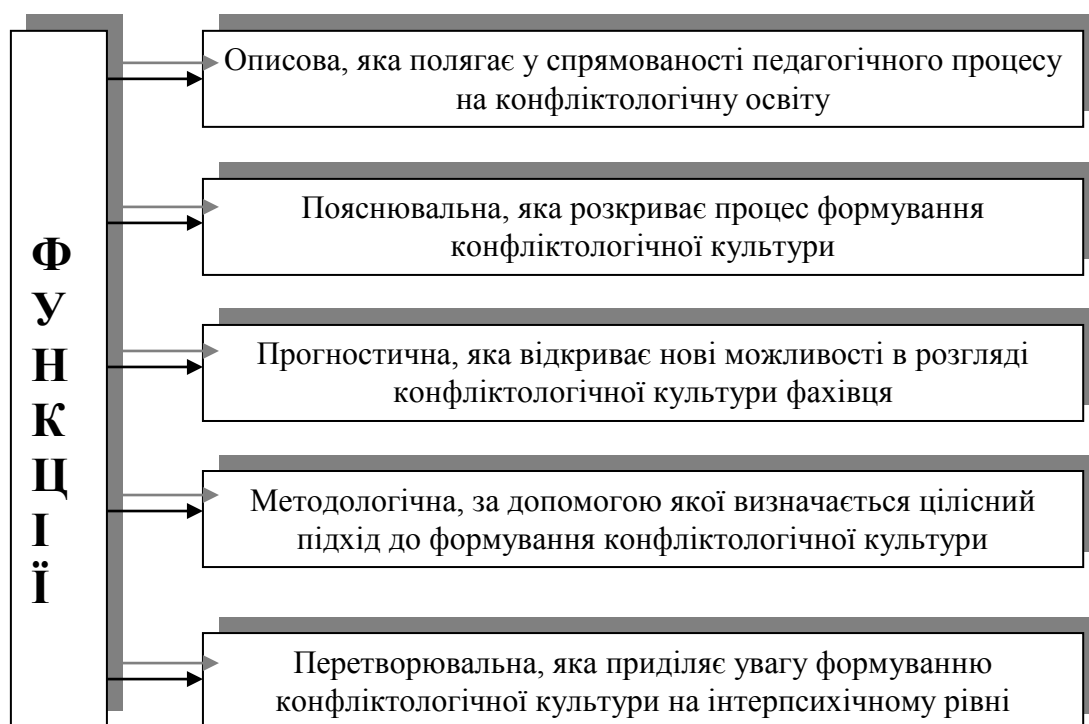 ФУНКЦІЇ
Описова, яка полягає у спрямованості педагогічного процесу
на конфліктологічну освіту
Пояснювальна, яка розкриває процес формування
конфліктологічної культури
Прогностична, яка відкриває нові можливості в розгляді
конфліктологічної культури фахівця
Методологічна, за допомогою якої визначається цілісний
підхід до формування конфліктологічної культури
Перетворювальна, яка приділяє увагу формуванню
конфліктологічної культури на інтерпсихічному рівні